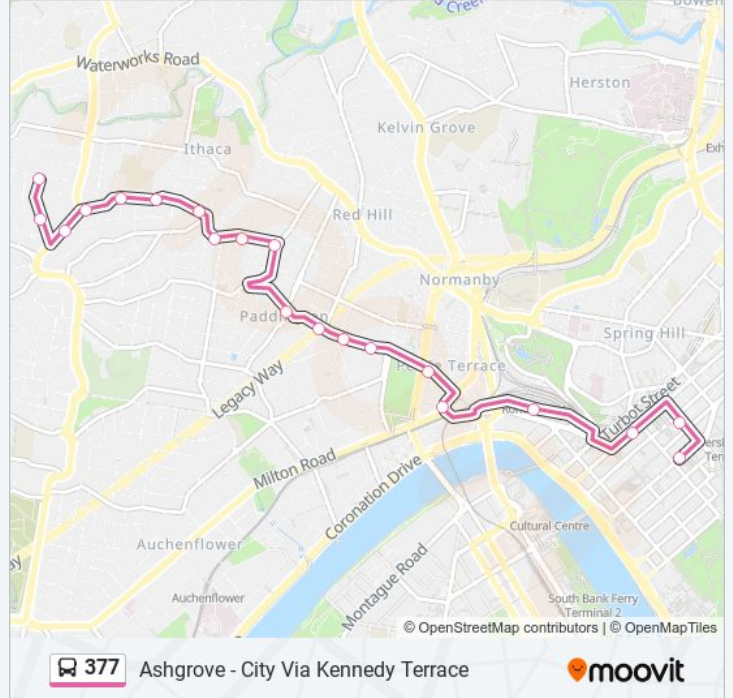 Creek
Bowen
Waterworks Road
Herston
Kelvin Grove
Ithaca
Exh
Red Hill
Normanby
Spring Hill
Terrace
Legacy Way
Turbot Street
Milton Road
Coronation Drive
Cultural Centre
Auchenflower
Montague Road
Auchenflower
South Bank Ferry
Terminal 2
© OpenStreetMap contributors | © OpenMapTiles
377 Ashgrove - City Via Kennedy Terrace
moovit